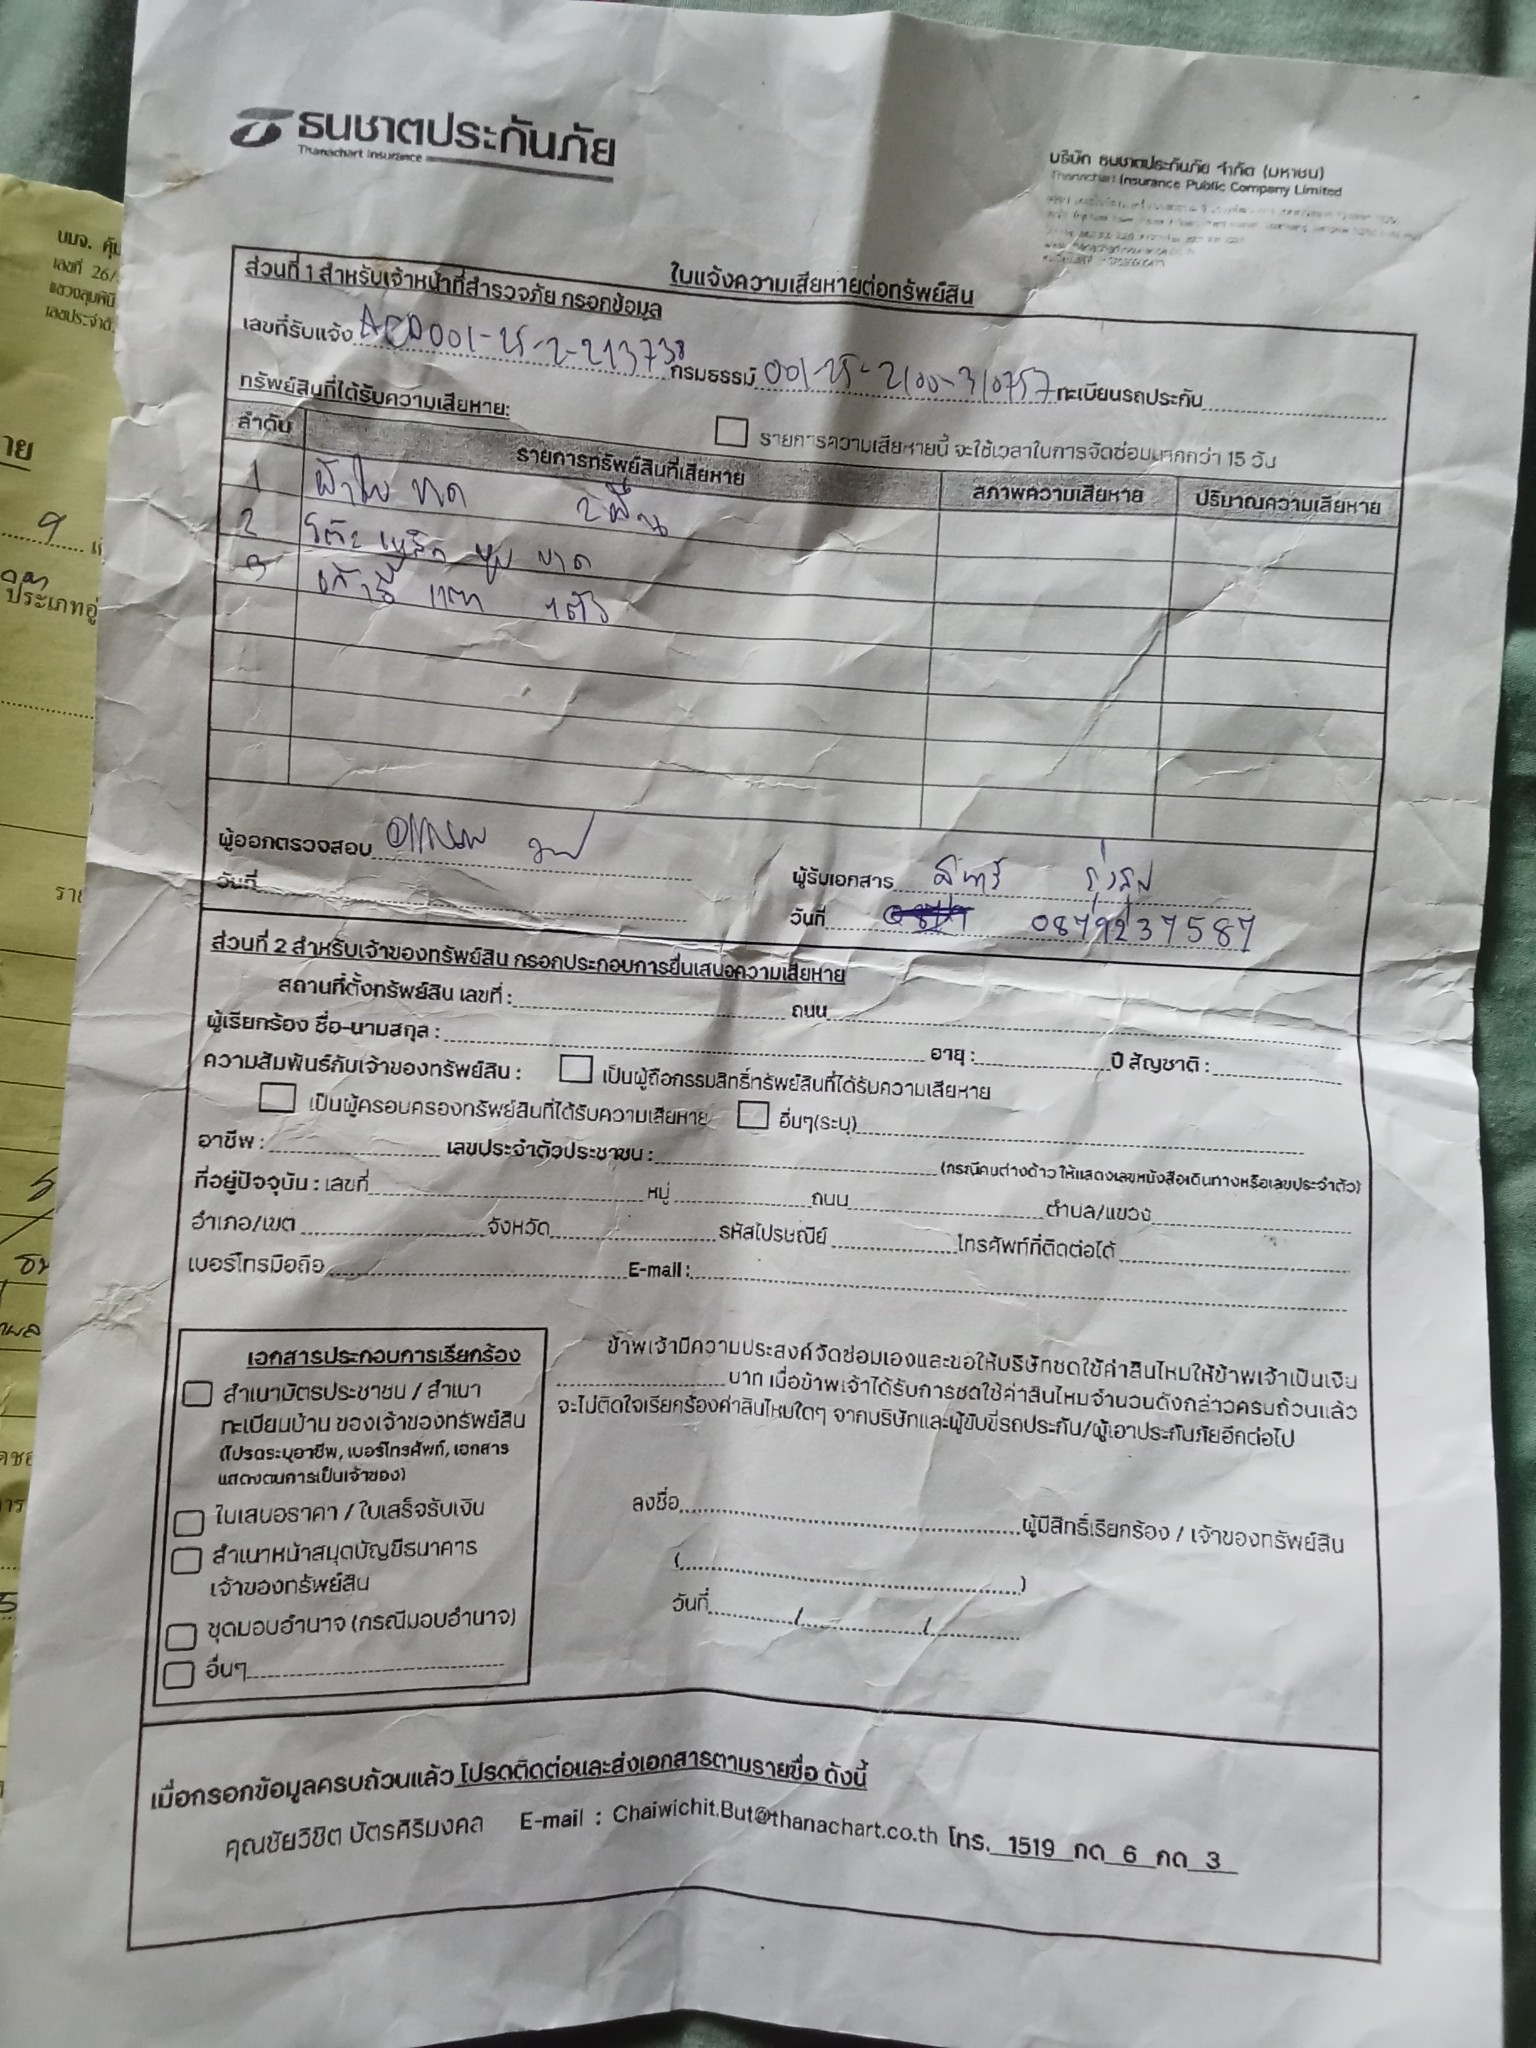 ธนชาตประกันภัย
Thanachart Insurance
บริษัท ธนชาตประกันภัย จำกัด (มหาชน)
Thanachart Insurance Public Company Limited
ใบแจ้งความเสียหายต่อทรัพย์สิน
ส่วนที่ 1 สำหรับเจ้าหน้าที่สำรวจภัย กรอกข้อมูล
เลขที่รับแจ้ง ACD001-25-2-213738 กรมธรรม์ 001-25-2100-310757 ทะเบียนรถประกัน
ทรัพย์สินที่ได้รับความเสียหาย:
รายการความเสียหายนี้ จะใช้เวลาในการจัดซ่อมมากกว่า 15 วัน
ลำดับ รายการทรัพย์สินที่เสียหาย สภาพความเสียหาย ปริมาณความเสียหาย
1 ผ้าใบ ขาด 2 ผืน
2 โต๊ะ เหล็ก ขาด
3 เก้าอี้ 1 ตัว
ผู้ออกตรวจสอบ
วันที่
ผู้รับเอกสาร
วันที่ 0879237587
ส่วนที่ 2 สำหรับเจ้าของทรัพย์สิน กรอกประกอบการยื่นเสนอความเสียหาย
สถานที่ตั้งทรัพย์สิน เลขที่ : ถนน
ผู้เรียกร้อง ชื่อ-นามสกุล : อายุ : ปี สัญชาติ :
ความสัมพันธ์กับเจ้าของทรัพย์สิน : เป็นผู้ถือกรรมสิทธิ์ทรัพย์สินที่ได้รับความเสียหาย
เป็นผู้ครอบครองทรัพย์สินที่ได้รับความเสียหาย อื่นๆ(ระบุ)
อาชีพ : เลขประจำตัวประชาชน : (กรณีคนต่างด้าว ให้แสดงเลขหนังสือเดินทางหรือเลขประจำตัว)
ที่อยู่ปัจจุบัน : เลขที่ หมู่ ถนน ตำบล/แขวง
อำเภอ/เขต จังหวัด รหัสไปรษณีย์ โทรศัพท์ที่ติดต่อได้
เบอร์โทรมือถือ E-mail :
เอกสารประกอบการเรียกร้อง
สำเนาบัตรประชาชน / สำเนา
ทะเบียนบ้าน ของเจ้าของทรัพย์สิน
(โปรดระบุอาชีพ, เบอร์โทรศัพท์, เอกสาร
แสดงตนการเป็นเจ้าของ)
ใบเสนอราคา / ใบเสร็จรับเงิน
สำเนาหน้าสมุดบัญชีธนาคาร
เจ้าของทรัพย์สิน
ชุดมอบอำนาจ (กรณีมอบอำนาจ)
อื่นๆ
ข้าพเจ้ามีความประสงค์จัดซ่อมเองและขอให้บริษัทชดใช้ค่าสินไหมให้ข้าพเจ้าเป็นเงิน
บาท เมื่อข้าพเจ้าได้รับการชดใช้ค่าสินไหมจำนวนดังกล่าวครบถ้วนแล้ว
จะไม่ติดใจเรียกร้องค่าสินไหมใดๆ จากบริษัทและผู้ขับขี่รถประกัน/ผู้เอาประกันภัยอีกต่อไป
ลงชื่อ ผู้มีสิทธิ์เรียกร้อง / เจ้าของทรัพย์สิน
( )
วันที่ / /
เมื่อกรอกข้อมูลครบถ้วนแล้ว โปรดติดต่อและส่งเอกสารตามรายชื่อ ดังนี้
คุณชัยวิชิต บัตรศิริมงคล E-mail : Chaiwichit.But@thanachart.co.th โทร. 1519 กด 6 กด 3